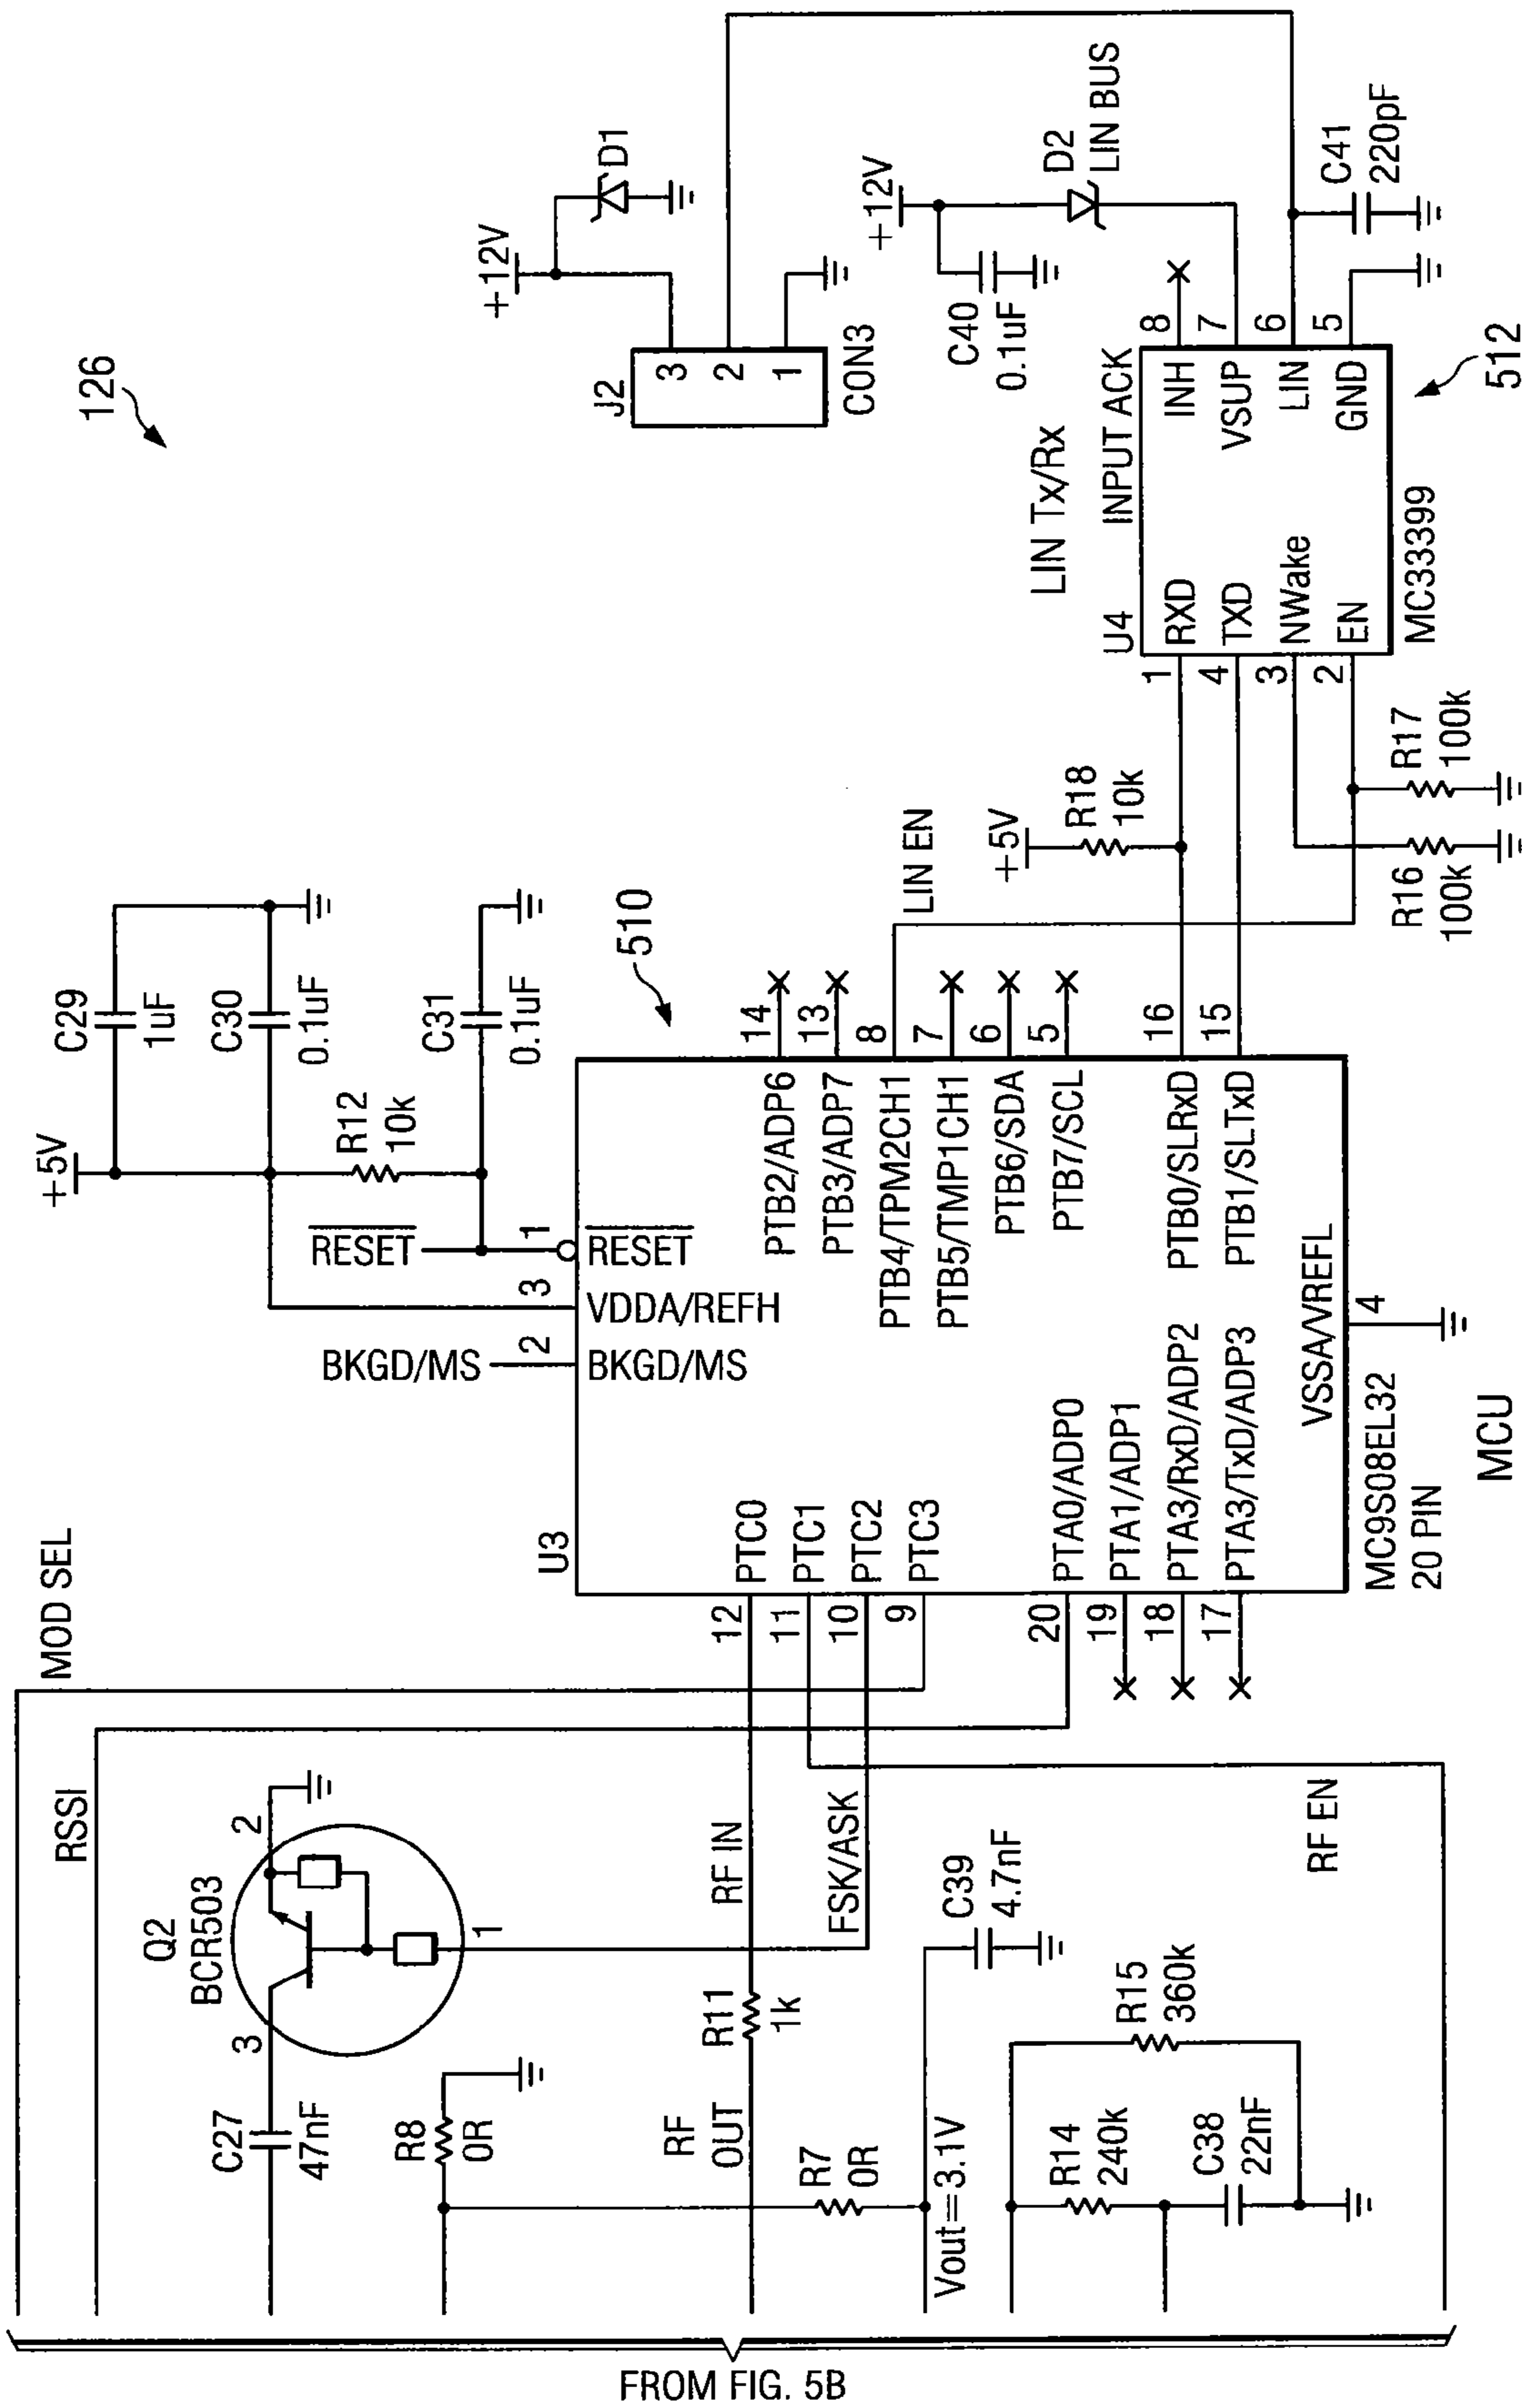 126
J2
3
2
1
CON3
+12V
D1
+12V
C40
0.1uF
D2
LIN BUS
C41
220pF
LIN Tx/Rx
INPUT ACK
U4
RXD
TXD
NWake
EN
INH
VSUP
LIN
GND
1
4
3
2
8
7
6
5
MC33399
512
R17
100k
R16
100k
R18
10k
+5V
LIN EN
510
+5V
C29
1uF
C30
0.1uF
C31
0.1uF
R12
10k
RESET
1
RESET
3
VDDA/REFH
BKGD/MS
2
BKGD/MS
14
PTB2/ADP6
13
PTB3/ADP7
8
PTB4/TPM2CH1
7
PTB5/TMP1CH1
6
PTB6/SDA
5
PTB7/SCL
16
PTB0/SLRxD
15
PTB1/SLTxD
VSSA/VREFL
4
U3
12
PTC0
11
PTC1
10
PTC2
9
PTC3
20
PTA0/ADP0
19
PTA1/ADP1
18
PTA3/RxD/ADP2
17
PTA3/TxD/ADP3
MC9S08EL32
20 PIN
MCU
MOD SEL
RSSI
Q2
BCR503
2
3
1
C27
47nF
R8
0R
RF IN
FSK/ASK
R11
1k
RF
OUT
R7
0R
C39
4.7nF
Vout=3.1V
R15
360k
R14
240k
C38
22nF
RF EN
FROM FIG. 5B